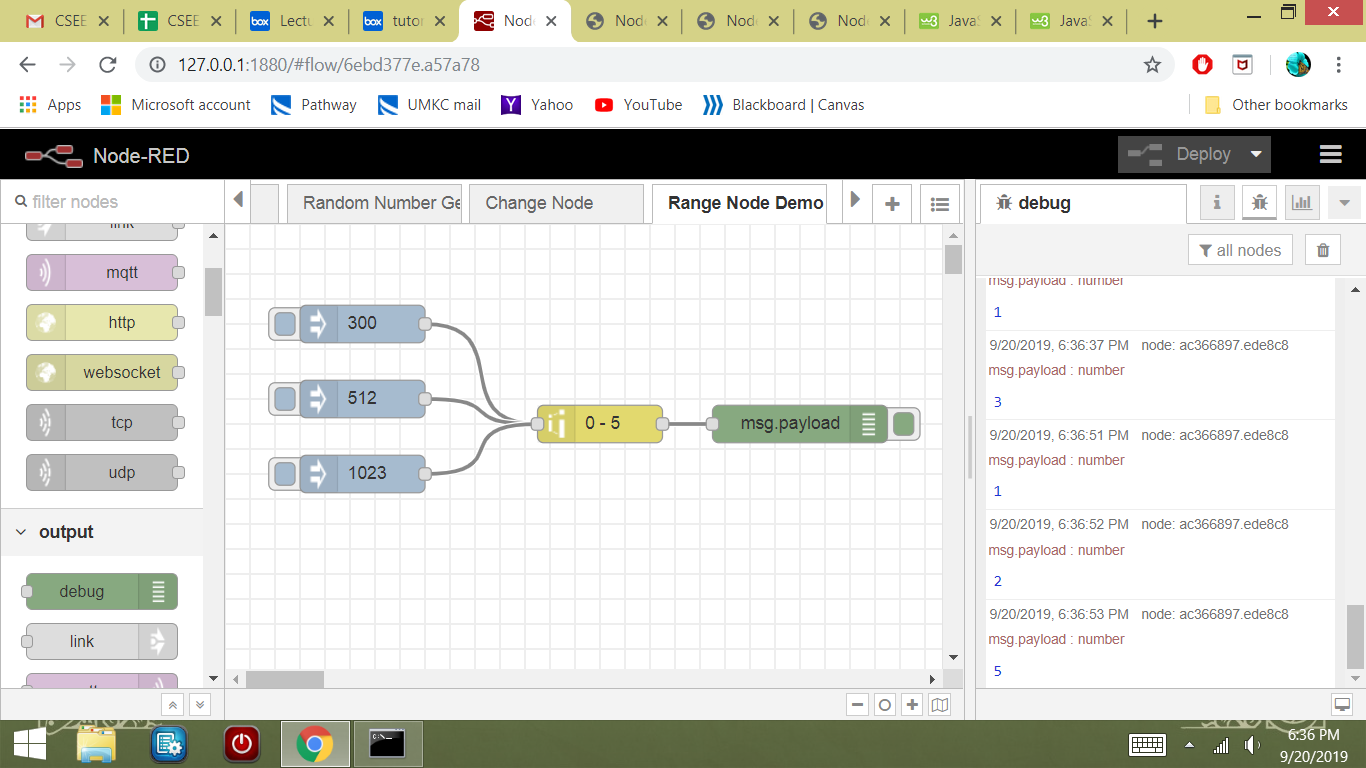 CSEE
CSEE
Lectu
tutor
Node
Node
Node
Node
JavaS
JavaS
127.0.0.1:1880/#flow/6ebd377e.a57a78
Apps
Microsoft account
Pathway
UMKC mail
Yahoo
YouTube
Blackboard | Canvas
Other bookmarks
Node-RED
Deploy
filter nodes
Random Number Ge
Change Node
Range Node Demo
debug
all nodes
link
mqtt
http
websocket
tcp
udp
output
debug
link
300
512
1023
0 - 5
msg.payload
msg.payload : number
1
9/20/2019, 6:36:37 PM node: ac366897.ede8c8
msg.payload : number
3
9/20/2019, 6:36:51 PM node: ac366897.ede8c8
msg.payload : number
1
9/20/2019, 6:36:52 PM node: ac366897.ede8c8
msg.payload : number
2
9/20/2019, 6:36:53 PM node: ac366897.ede8c8
msg.payload : number
5
6:36 PM
9/20/2019